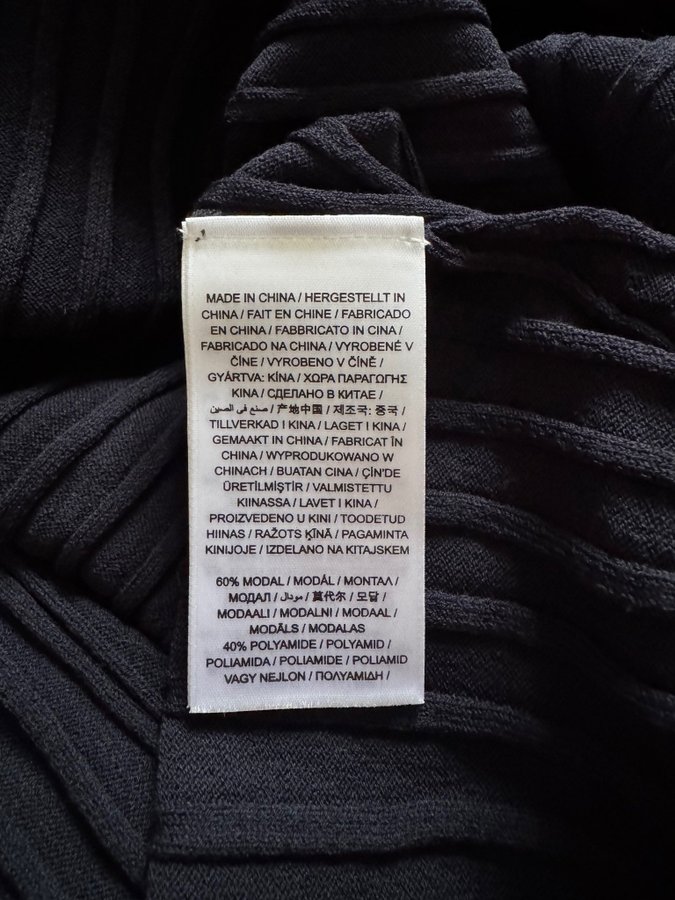 MADE IN CHINA / HERGESTELLT IN
CHINA / FAIT EN CHINE / FABRICADO
EN CHINA / FABBRICATO IN CINA /
FABRICADO NA CHINA / VYROBENÉ V
ČÍNE / VYROBENO V ČÍNĚ /
GYÁRTVA: KÍNA / ΧΩΡΑ ΠΑΡΑΓΩΓΗΣ
KINA / СДЕЛАНО В КИТАЕ /
صنع في الصين / 产地中国 / 제조국: 중국 /
TILLVERKAD I KINA / LAGET I KINA /
GEMAAKT IN CHINA / FABRICAT ÎN
CHINA / WYPRODUKOWANO W
CHINACH / BUATAN CINA / ÇİN'DE
ÜRETİLMİŞTİR / VALMISTETTU
KIINASSA / LAVET I KINA /
PROIZVEDENO U KINI / TOODETUD
HIINAS / RAŽOTS ĶĪNĀ / PAGAMINTA
KINIJOJE / IZDELANO NA KITAJSKEM
60% MODAL / MODÁL / ΜΟΝΤΑΛ /
МОДАЛ / مودال / 莫代尔 / 모달 /
MODAALI / MODALNI / MODAAL /
MODĀLS / MODALAS
40% POLYAMIDE / POLYAMID /
POLIAMIDA / POLIAMIDE / POLIAMID
VAGY NEJLON / ΠΟΛΥΑΜΙΔΗ /